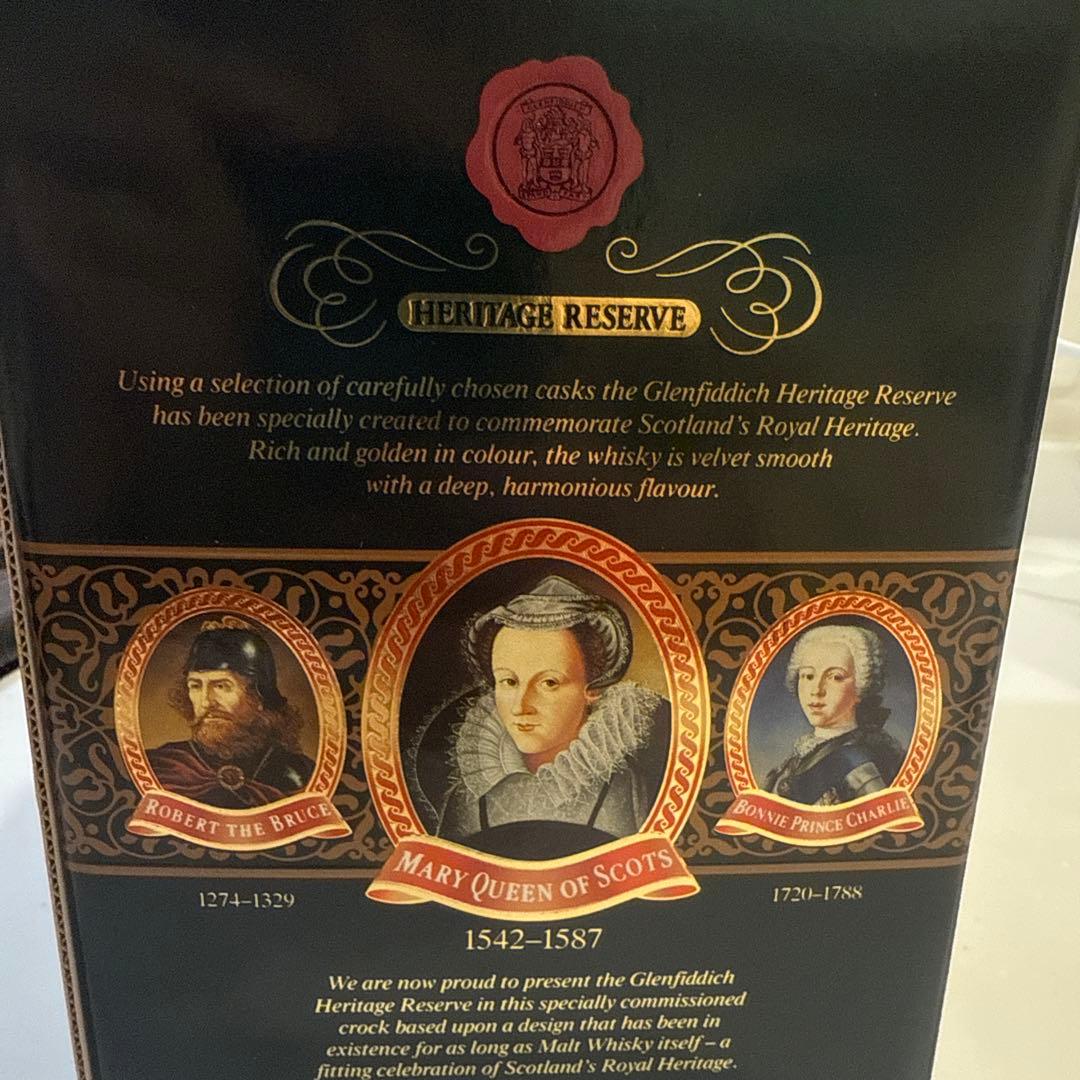 HERITAGE RESERVE
Using a selection of carefully chosen casks the Glenfiddich Heritage Reserve
has been specially created to commemorate Scotland's Royal Heritage.
Rich and golden in colour, the whisky is velvet smooth
with a deep, harmonious flavour.
ROBERT THE BRUCE
1274–1329
MARY QUEEN OF SCOTS
1542–1587
BONNIE PRINCE CHARLIE
1720–1788
We are now proud to present the Glenfiddich
Heritage Reserve in this specially commissioned
crock based upon a design that has been in
existence for as long as Malt Whisky itself – a
fitting celebration of Scotland's Royal Heritage.